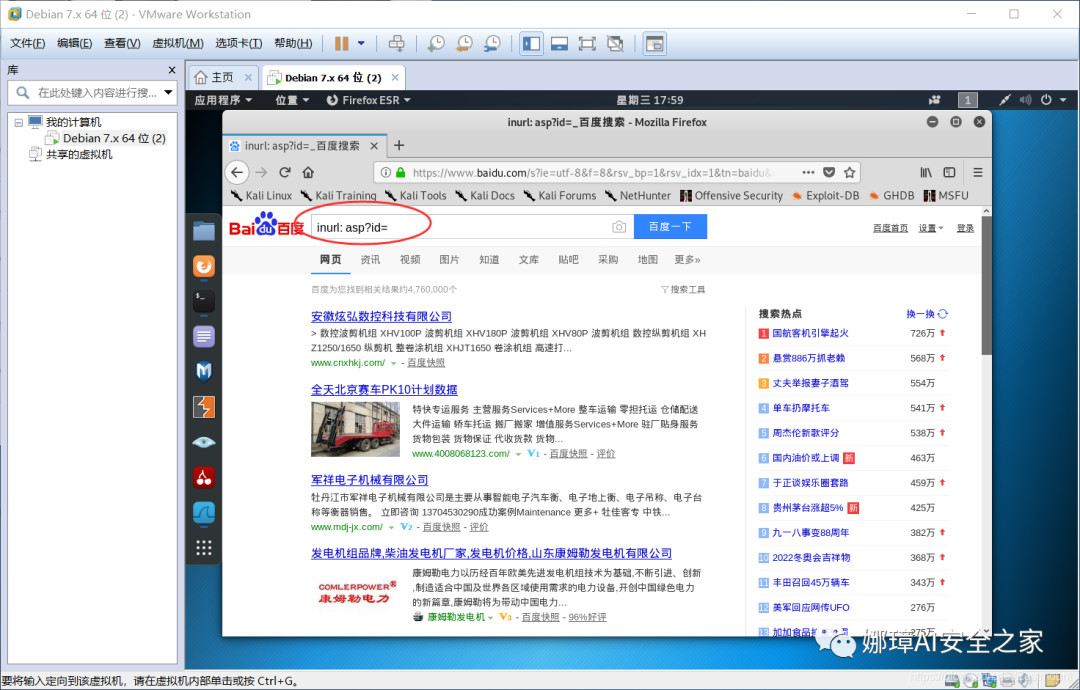 Debian 7.x 64 位 (2) - VMware Workstation
文件(F) 编辑(E) 查看(V) 虚拟机(M) 选项卡(T) 帮助(H)
库
在此处键入内容进行搜...
我的计算机
Debian 7.x 64 位 (2)
共享的虚拟机
主页
Debian 7.x 64 位 (2)
应用程序 位置 Firefox ESR 星期三 17:59 1
inurl: asp?id=_百度搜索 - Mozilla Firefox
inurl: asp?id=_百度搜索
https://www.baidu.com/s?ie=utf-8&f=8&rsv_bp=1&rsv_idx=1&tn=baidu&
Kali Linux Kali Training Kali Tools Kali Docs Kali Forums NetHunter Offensive Security Exploit-DB GHDB MSFU
Bai du 百度 inurl: asp?id= 百度一下 百度首页 设置 登录
网页 资讯 视频 图片 知道 文库 贴吧 采购 地图 更多»
百度为您找到相关结果约4,760,000个 搜索工具
安徽炫弘数控科技有限公司
> 数控波剪机组 XHV100P 波剪机组 XHV180P 波剪机组 XHV80P 波剪机组 数控纵剪机组 XH
Z1250/1650 纵剪机 整卷涂机组 XHJT1650 卷涂机组 高速打...
www.cnxhkj.com/ - 百度快照
全天北京赛车PK10计划数据
特快专运服务 主营服务Services+More 整车运输 零担托运 仓储配送
大件运输 轿车托运 搬厂搬家 增值服务Services+More 驻厂贴身服务
货物包装 货物保证 代收货款 货物...
www.4008068123.com/ V1 - 百度快照 - 评价
军祥电子机械有限公司
牡丹江市军祥电子机械有限公司是主要从事智能电子汽车衡、电子地上衡、电子吊称、电子台
称等衡器销售。 立即咨询 13704530290成功案例Maintenance 更多+ 牡佳客专 中铁...
www.mdj-jx.com/ V2 - 百度快照 - 评价
发电机组品牌,柴油发电机厂家,发电机价格,山东康姆勒发电机有限公司
COMLERPOWER®
康姆勒电力
康姆勒电力以历经百年欧美先进发电机组技术为基础,不断引进、创新
,制造适合中国及世界各区域使用需求的电力设备,开创中国绿色电力
的新篇章,康姆勒将为带动中国电力...
康姆勒发电机 V3 - 百度快照 - 96%好评
搜索热点 换一换
1 国航客机引擎起火 726万
2 悬赏886万抓老赖 568万
3 丈夫举报妻子酒驾 554万
4 单车扔摩托车 541万
5 周杰伦新歌评分 538万
6 国内油价或上调 新 463万
7 于正谈娱乐圈套路 459万
8 贵州茅台涨超5% 新 425万
9 九一八事变88周年 382万
10 2022冬奥会吉祥物 368万
11 丰田召回45万辆车 343万
12 美军回应网传UFO 276万
13 加加食品 275万
娜璋AI安全之家
要将输入定向到该虚拟机，请在虚拟机内部单击或按 Ctrl+G。